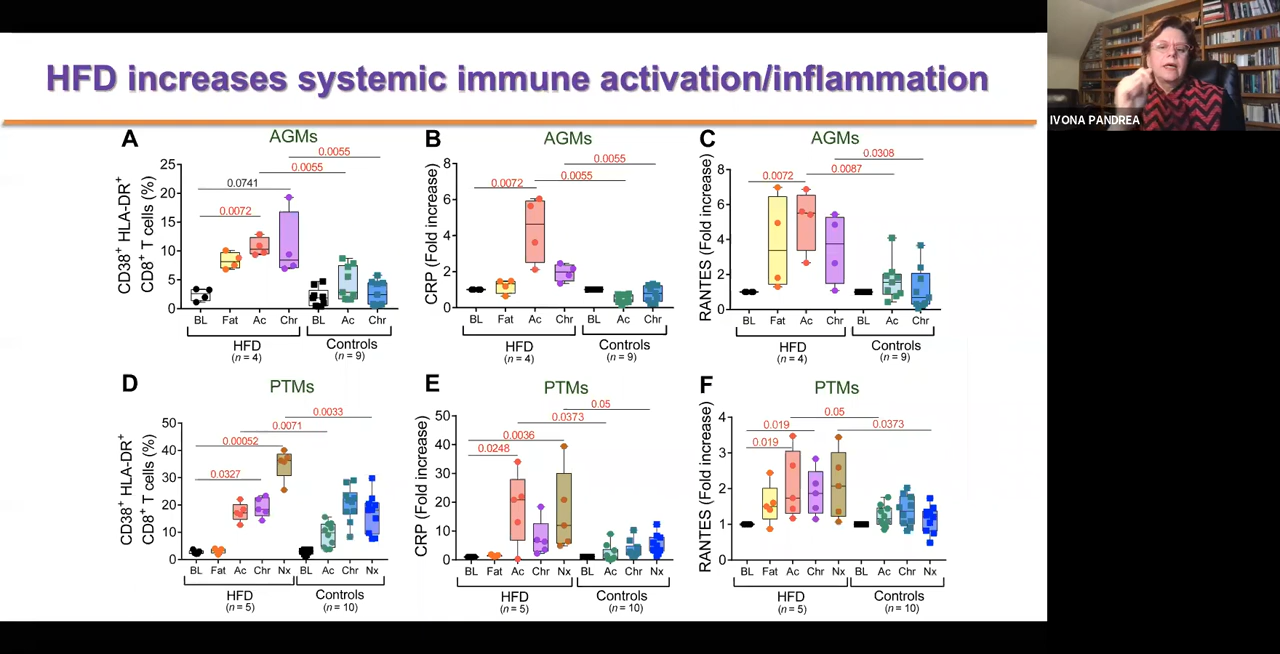 HFD increases systemic immune activation/inflammation
IVONA PANDREA
A
AGMs
CD38+ HLA-DR+
CD8+ T cells (%)
25
20
15
10
5
0
0.0055
0.0055
0.0741
0.0072
BL Fat Ac Chr BL Ac Chr
HFD Controls
(n = 4) (n = 9)
B
AGMs
CRP (Fold increase)
8
6
4
2
0
0.0055
0.0055
0.0072
BL Fat Ac Chr BL Ac Chr
HFD Controls
(n = 4) (n = 9)
C
AGMs
RANTES (Fold increase)
8
6
4
2
0
0.0308
0.0087
0.0072
BL Fat Ac Chr BL Ac Chr
HFD Controls
(n = 4) (n = 9)
D
PTMs
CD38+ HLA-DR+
CD8+ T cells (%)
50
40
30
20
10
0
0.0033
0.0071
0.00052
0.0327
BL Fat Ac Chr Nx BL Ac Chr Nx
HFD Controls
(n = 5) (n = 10)
E
PTMs
CRP (Fold increase)
50
40
30
20
10
0
0.05
0.0373
0.0036
0.0248
BL Fat Ac Chr Nx BL Ac Chr Nx
HFD Controls
(n = 5) (n = 10)
F
PTMs
RANTES (Fold increase)
4
3
2
1
0
0.05
0.019
0.0373
0.019
BL Fat Ac Chr Nx BL Ac Chr Nx
HFD Controls
(n = 5) (n = 10)